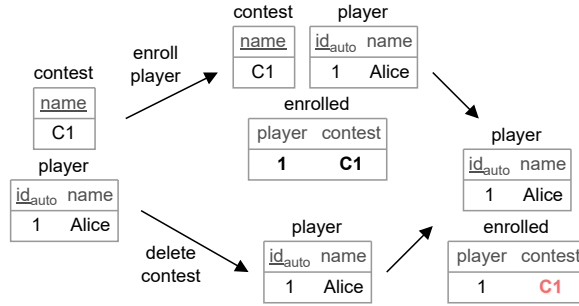 contest
name
C1
player
id_auto name
1 Alice
enroll
player
delete
contest
contest player
name id_auto name
C1 1 Alice
enrolled
player contest
1 C1
player
id_auto name
1 Alice
player
id_auto name
1 Alice
enrolled
player contest
1 C1